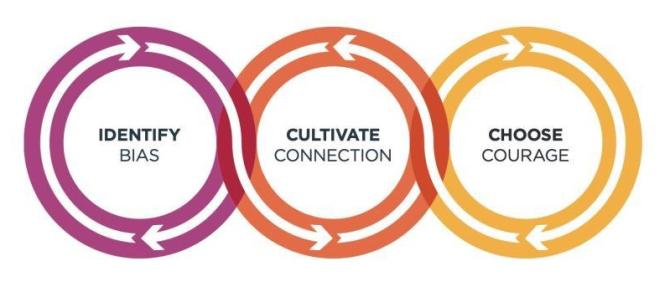 IDENTIFY
BIAS
CULTIVATE
CONNECTION
CHOOSE
COURAGE